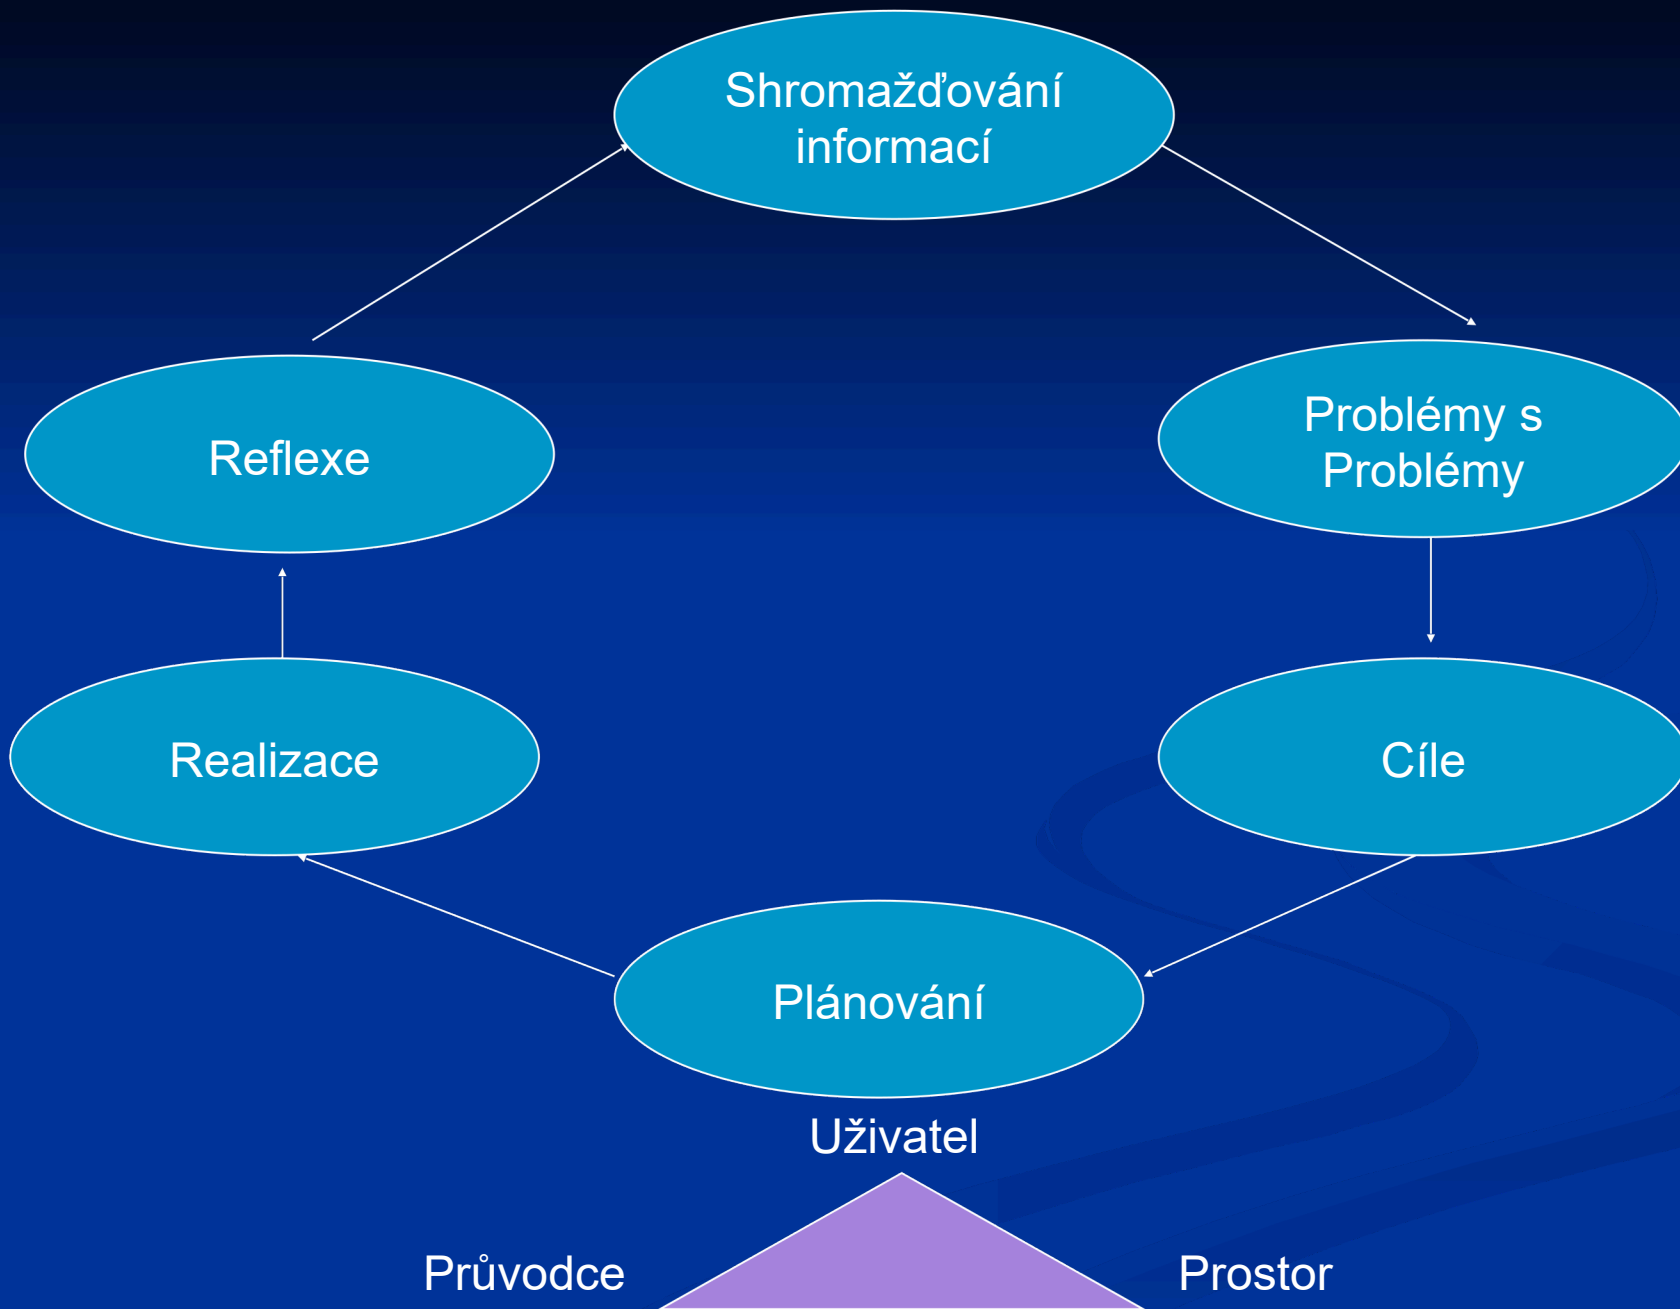 Shromažďování
informací
Reflexe
Problémy s
Problémy
Realizace
Cíle
Plánování
Uživatel
Průvodce
Prostor